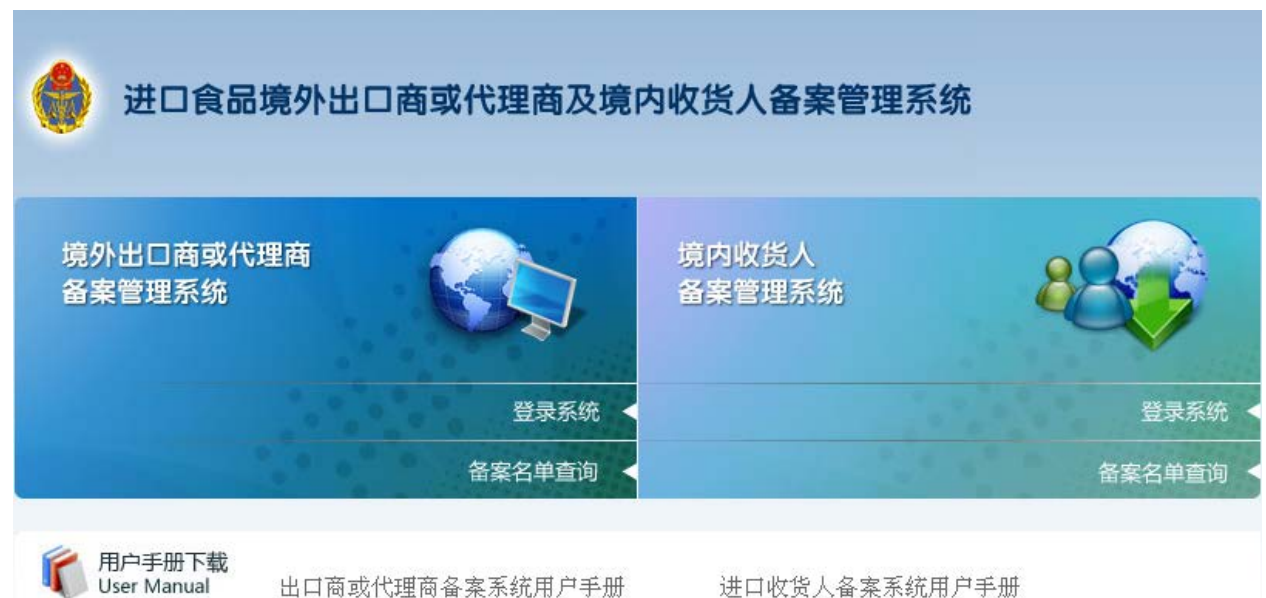 进口食品境外出口商或代理商及境内收货人备案管理系统
境外出口商或代理商
备案管理系统
登录系统
备案名单查询
境内收货人
备案管理系统
登录系统
备案名单查询
用户手册下载
User Manual
出口商或代理商备案系统用户手册
进口收货人备案系统用户手册